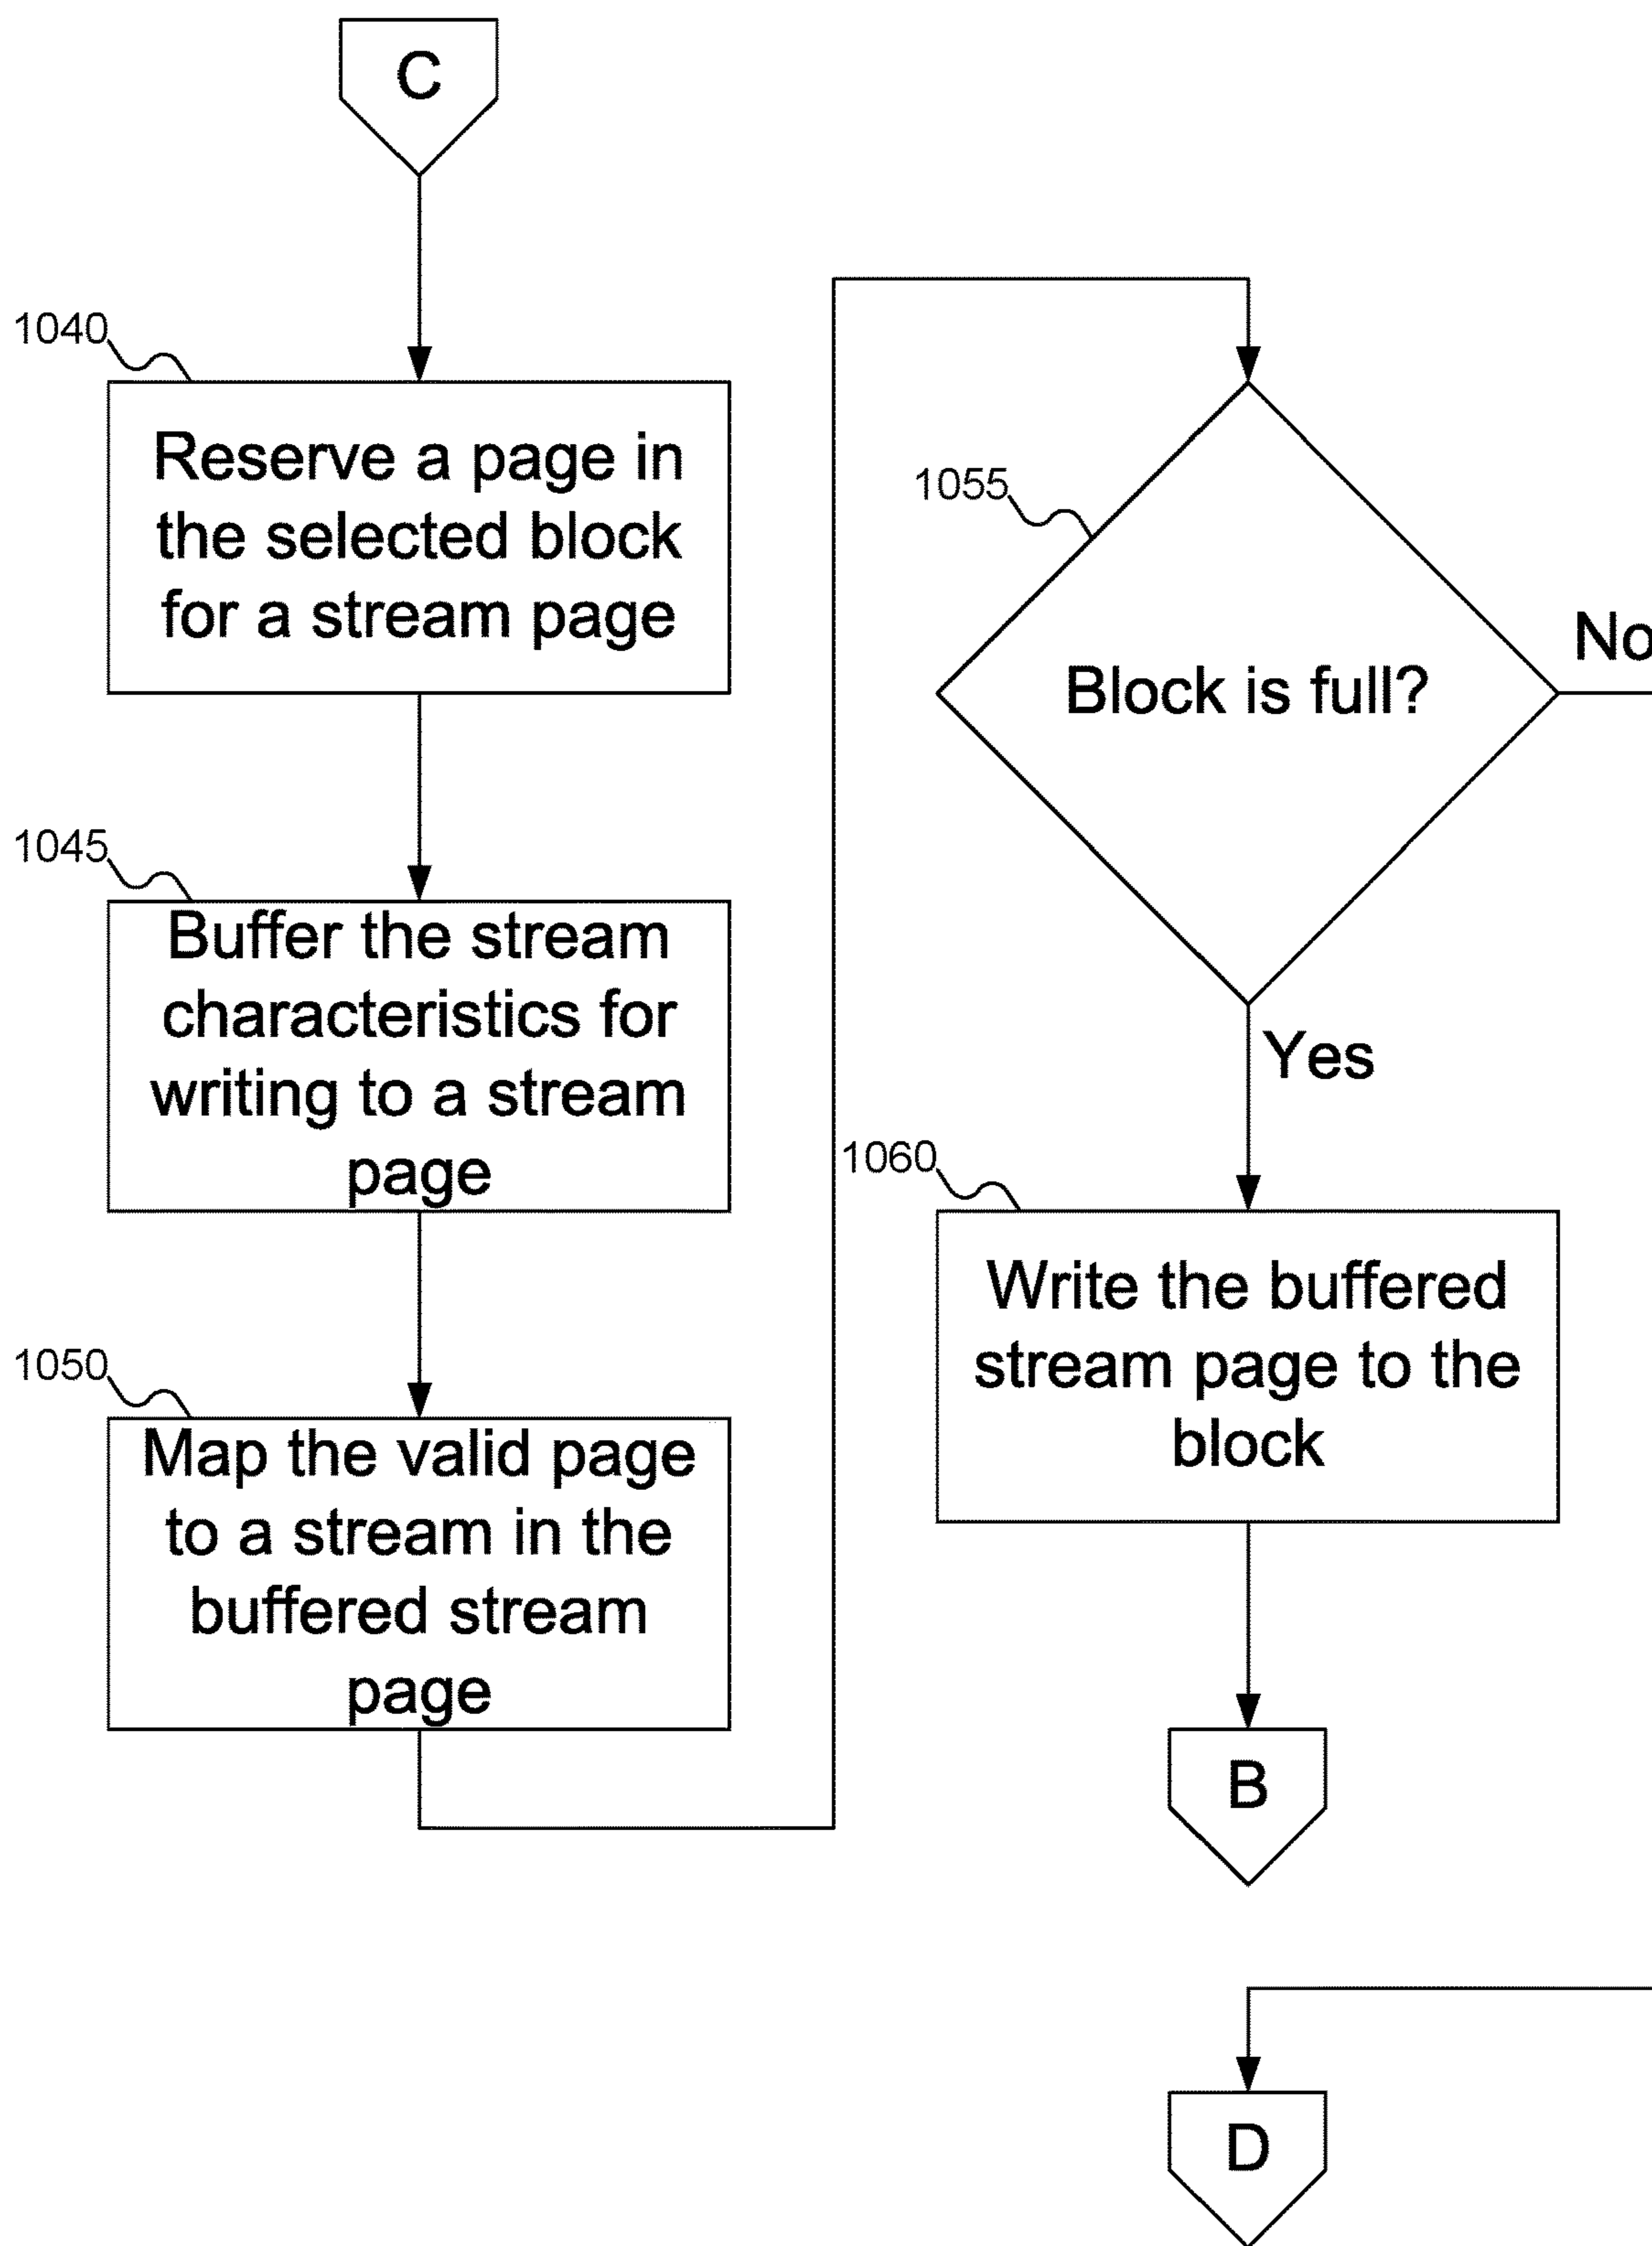 C
1040
Reserve a page in
the selected block
for a stream page
1045
Buffer the stream
characteristics for
writing to a stream
page
1050
Map the valid page
to a stream in the
buffered stream
page
1055
Block is full?
No
Yes
1060
Write the buffered
stream page to the
block
B
D